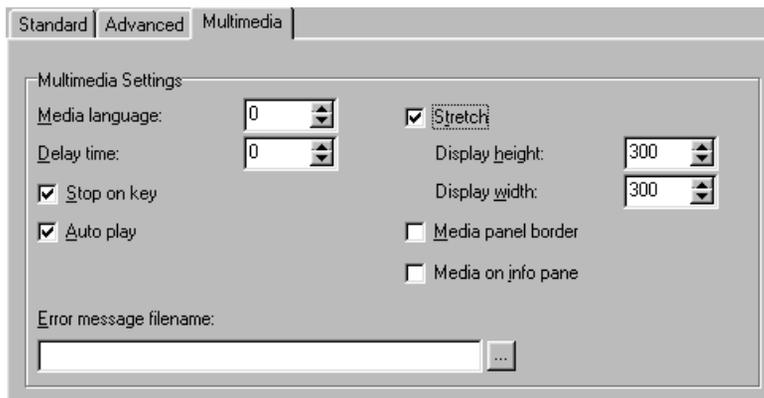 Standard Advanced Multimedia
Multimedia Settings
Media language: 0
Stretch
Delay time: 0
Display height: 300
Stop on key
Display width: 300
Auto play
Media panel border
Media on info pane
Error message filename:
...